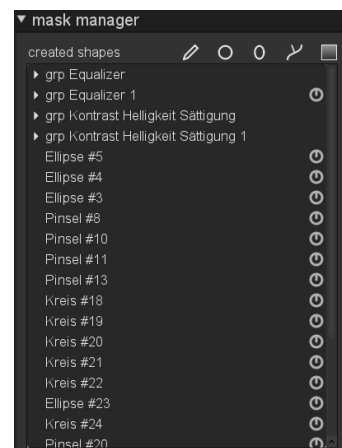 mask manager
created shapes
grp Equalizer
grp Equalizer 1
grp Kontrast Helligkeit Sättigung
grp Kontrast Helligkeit Sättigung 1
Ellipse #5
Ellipse #4
Ellipse #3
Pinsel #8
Pinsel #10
Pinsel #11
Pinsel #13
Kreis #18
Kreis #19
Kreis #20
Kreis #21
Kreis #22
Ellipse #23
Kreis #24
Pinsel #20